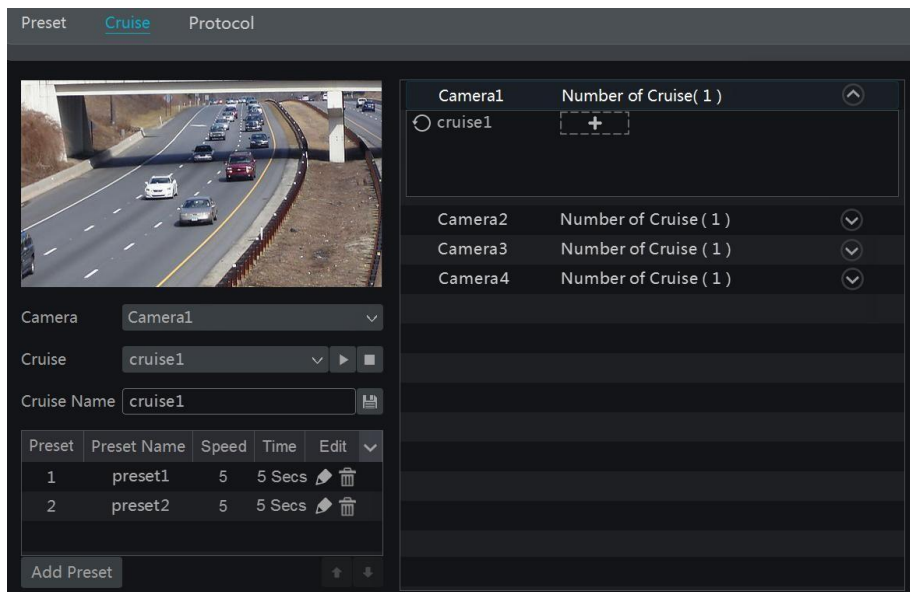 Preset Cruise Protocol
Camera Camera1
Cruise cruise1
Cruise Name cruise1
Preset Preset Name Speed Time Edit
1 preset1 5 5 Secs
2 preset2 5 5 Secs
Add Preset
Camera1 Number of Cruise( 1 )
cruise1
Camera2 Number of Cruise ( 1 )
Camera3 Number of Cruise ( 1 )
Camera4 Number of Cruise ( 1 )